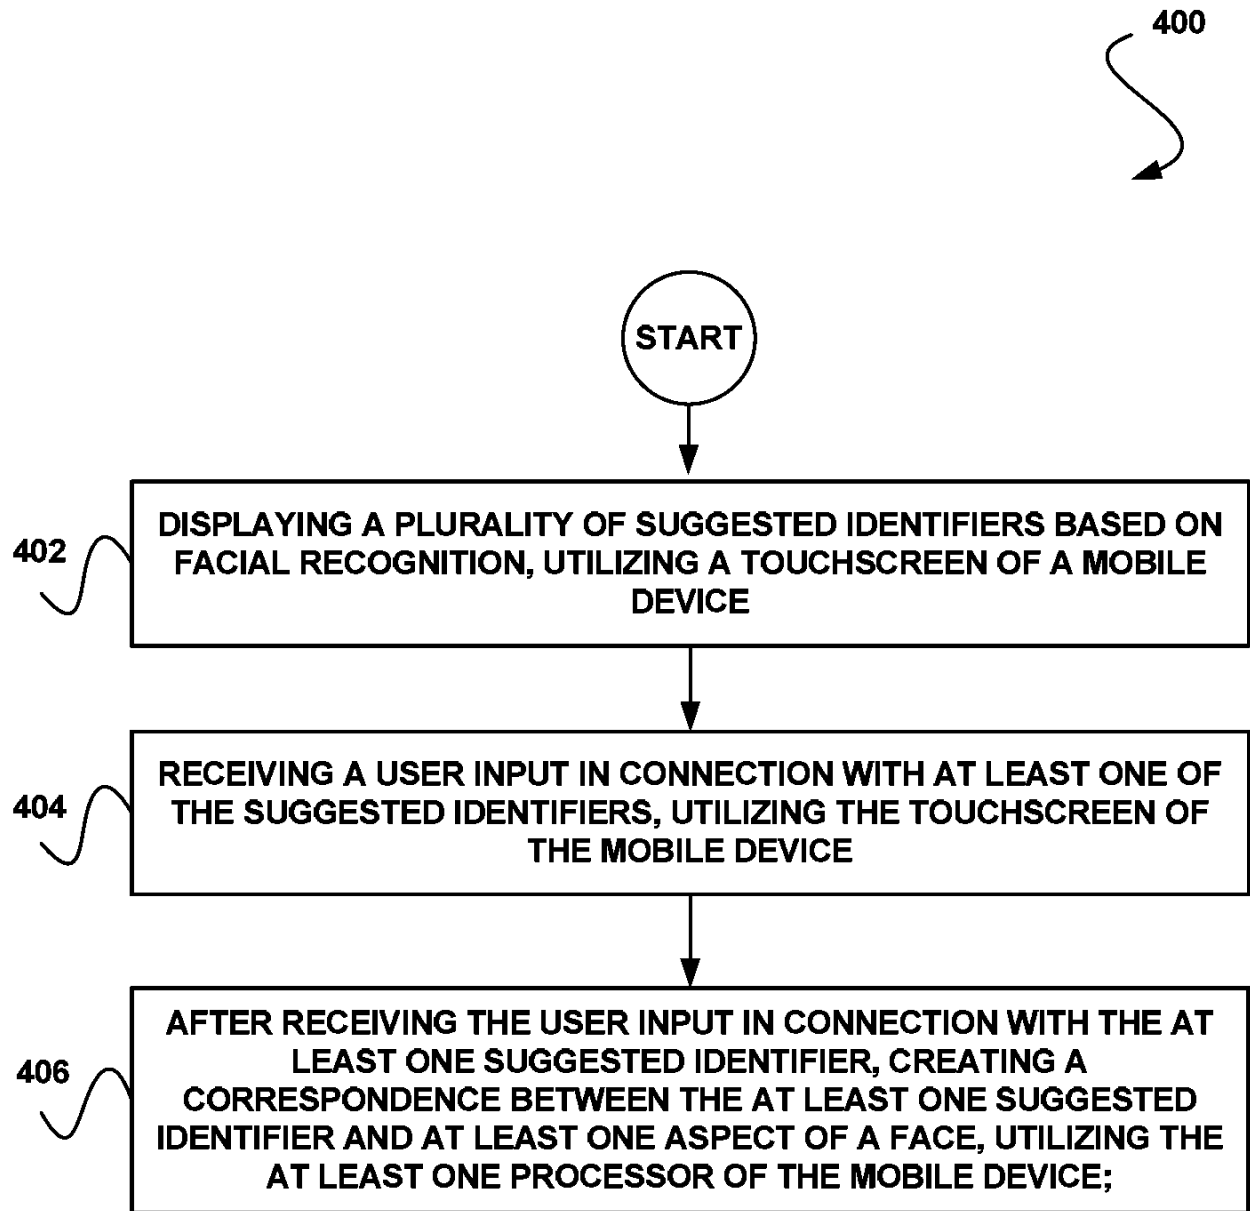 400
START
402
DISPLAYING A PLURALITY OF SUGGESTED IDENTIFIERS BASED ON
FACIAL RECOGNITION, UTILIZING A TOUCHSCREEN OF A MOBILE
DEVICE
404
RECEIVING A USER INPUT IN CONNECTION WITH AT LEAST ONE OF
THE SUGGESTED IDENTIFIERS, UTILIZING THE TOUCHSCREEN OF
THE MOBILE DEVICE
406
AFTER RECEIVING THE USER INPUT IN CONNECTION WITH THE AT
LEAST ONE SUGGESTED IDENTIFIER, CREATING A
CORRESPONDENCE BETWEEN THE AT LEAST ONE SUGGESTED
IDENTIFIER AND AT LEAST ONE ASPECT OF A FACE, UTILIZING THE
AT LEAST ONE PROCESSOR OF THE MOBILE DEVICE;